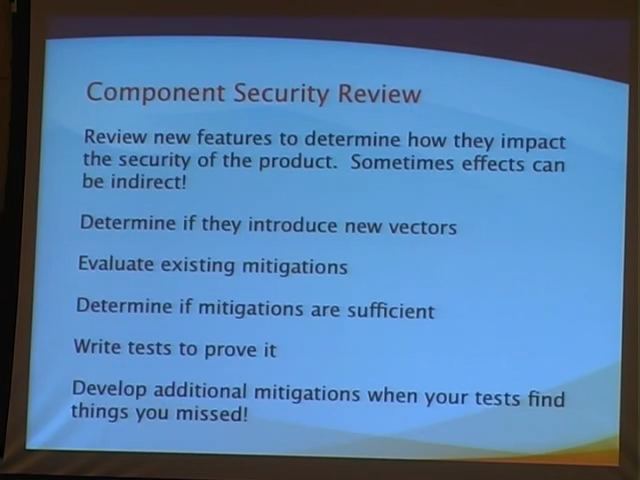 Component Security Review
Review new features to determine how they impact
the security of the product. Sometimes effects can
be indirect!
Determine if they introduce new vectors
Evaluate existing mitigations
Determine if mitigations are sufficient
Write tests to prove it
Develop additional mitigations when your tests find
things you missed!